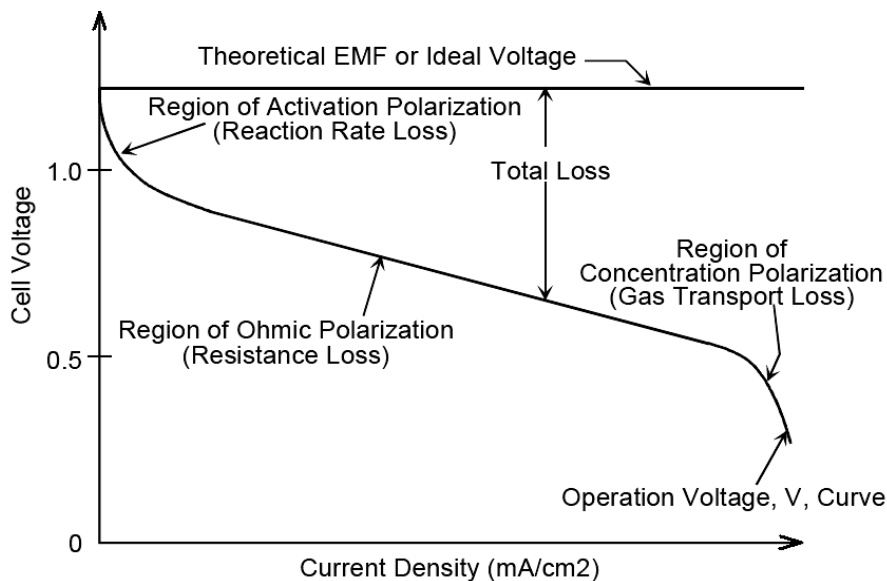 Theoretical EMF or Ideal Voltage
Region of Activation Polarization
(Reaction Rate Loss)
1.0
Total Loss
Cell Voltage
Region of
Concentration Polarization
(Gas Transport Loss)
Region of Ohmic Polarization
(Resistance Loss)
0.5
Operation Voltage, V, Curve
0
Current Density (mA/cm2)